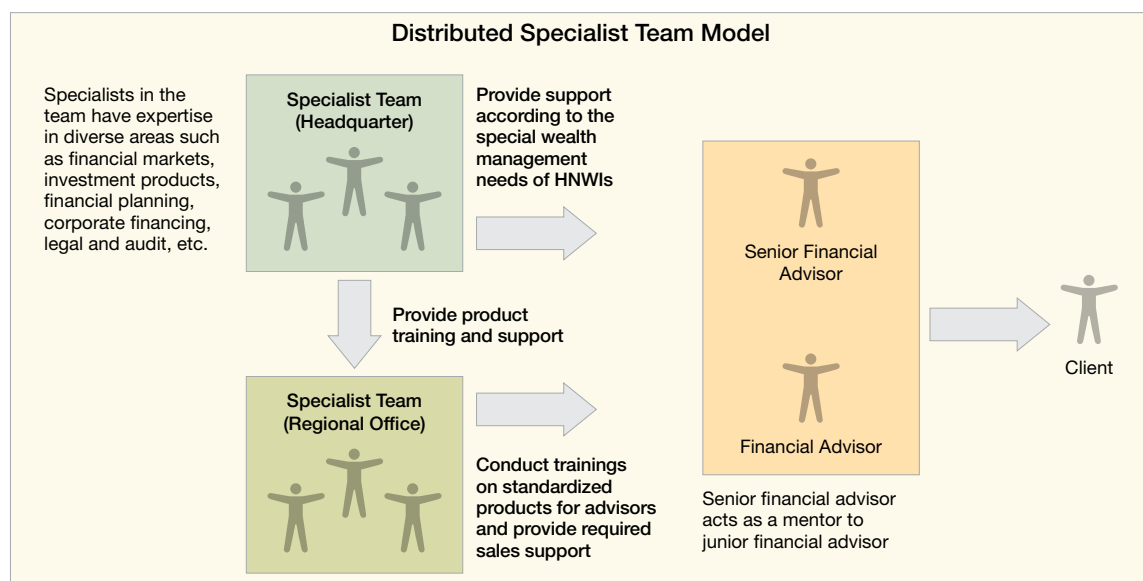 Distributed Specialist Team Model
Specialists in the
team have expertise
in diverse areas such
as financial markets,
investment products,
financial planning,
corporate financing,
legal and audit, etc.
Specialist Team
(Headquarter)
Provide support
according to the
special wealth
management
needs of HNWIs
Senior Financial
Advisor
Provide product
training and support
Client
Specialist Team
(Regional Office)
Financial Advisor
Conduct trainings
on standardized
products for advisors
and provide required
sales support
Senior financial advisor
acts as a mentor to
junior financial advisor